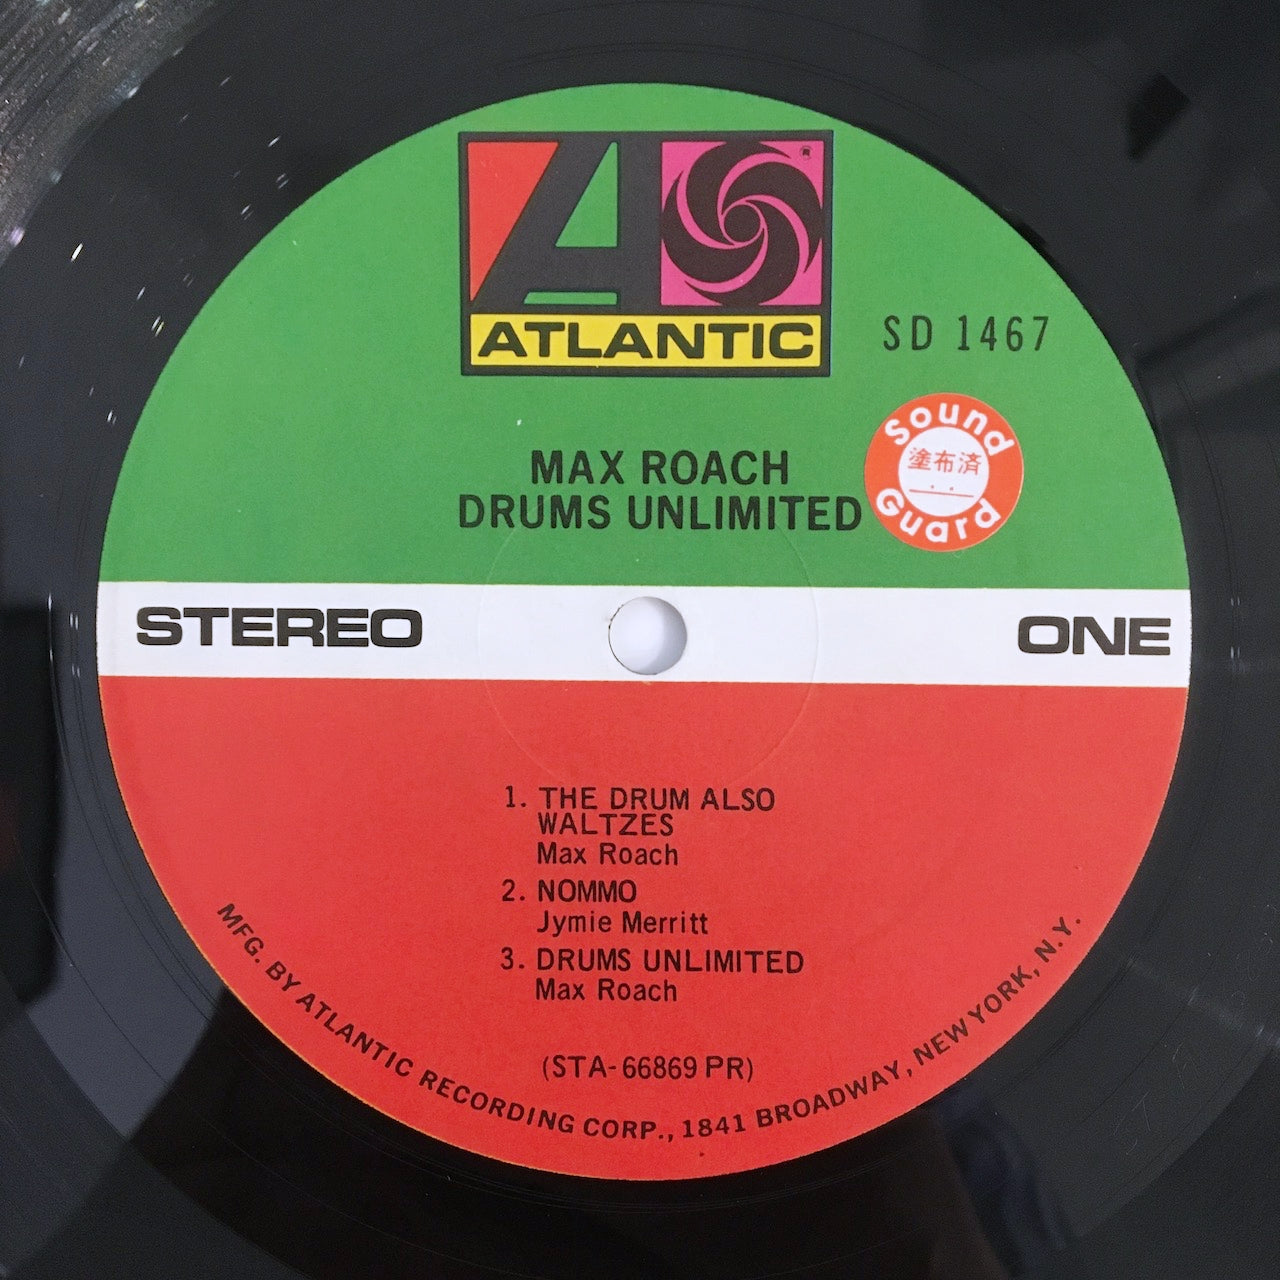 ®
ATLANTIC
SD 1467
MAX ROACH
DRUMS UNLIMITED
Sound
塗布済
Guard
STEREO
ONE
1. THE DRUM ALSO
WALTZES
Max Roach
2. NOMMO
Jymie Merritt
3. DRUMS UNLIMITED
Max Roach
(STA-66869 PR)
MFG. BY ATLANTIC RECORDING CORP., 1841 BROADWAY, NEW YORK, N.Y.